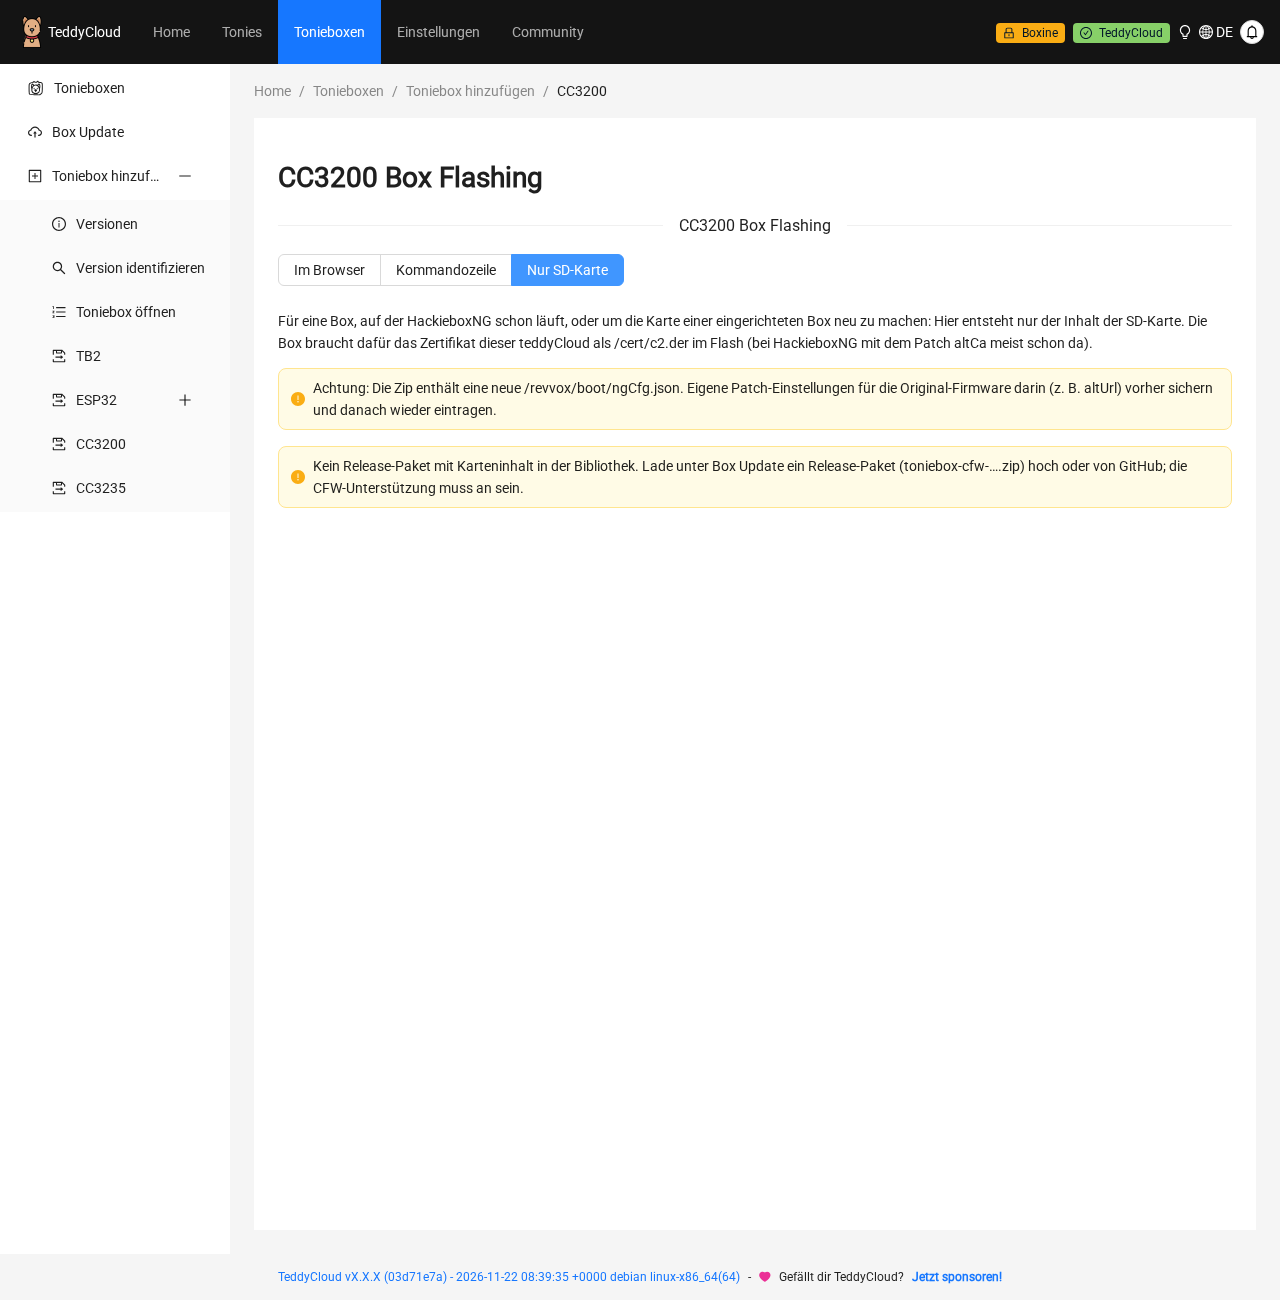 TeddyCloud
Home
Tonies
Tonieboxen
Einstellungen
Community
Boxine
TeddyCloud
DE
Tonieboxen
Box Update
Toniebox hinzuf...
Versionen
Version identifizieren
Toniebox öffnen
TB2
ESP32
CC3200
CC3235
Home / Tonieboxen / Toniebox hinzufügen / CC3200
CC3200 Box Flashing
CC3200 Box Flashing
Im Browser
Kommandozeile
Nur SD-Karte
Für eine Box, auf der HackieboxNG schon läuft, oder um die Karte einer eingerichteten Box neu zu machen: Hier entsteht nur der Inhalt der SD-Karte. Die
Box braucht dafür das Zertifikat dieser teddyCloud als /cert/c2.der im Flash (bei HackieboxNG mit dem Patch altCa meist schon da).
Achtung: Die Zip enthält eine neue /revvox/boot/ngCfg.json. Eigene Patch-Einstellungen für die Original-Firmware darin (z. B. altUrl) vorher sichern
und danach wieder eintragen.
Kein Release-Paket mit Karteninhalt in der Bibliothek. Lade unter Box Update ein Release-Paket (toniebox-cfw-....zip) hoch oder von GitHub; die
CFW-Unterstützung muss an sein.
TeddyCloud vX.X.X (03d71e7a) - 2026-11-22 08:39:35 +0000 debian linux-x86_64(64) - Gefällt dir TeddyCloud? Jetzt sponsoren!